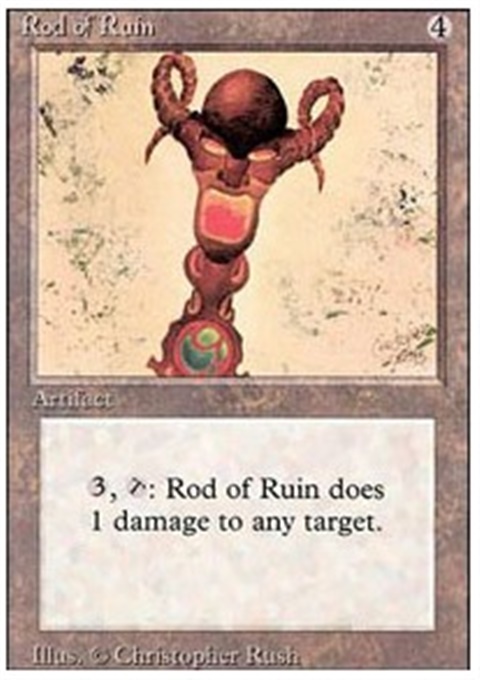 Rod of Ruin 4
Artifact
3, : Rod of Ruin does
1 damage to any target.
Illus. © Christopher Rush